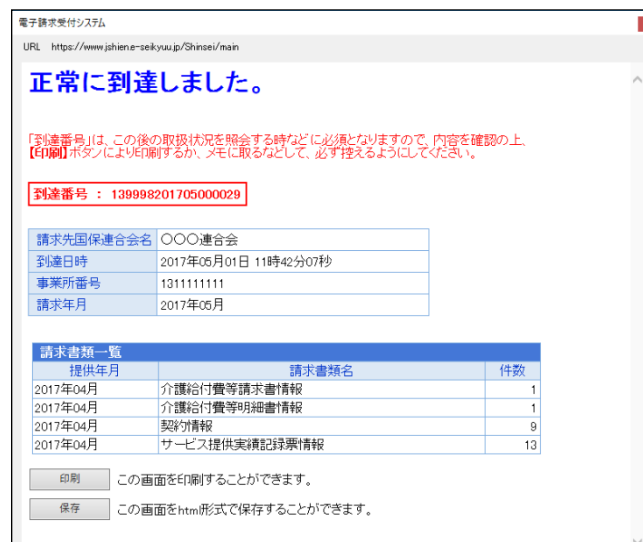 電子請求受付システム
URL https://www.jshien.e-seikyuu.jp/Shinsei/main
正常に到達しました。
「到達番号」は、この後の取扱状況を照会する時などに必須となりますので、内容を確認の上、
【印刷】ボタンにより印刷するか、メモに取るなどして、必ず控えるようにしてください。
到達番号 : 139998201705000029
請求先国保連合会名 〇〇〇連合会
到達日時 2017年05月01日 11時42分07秒
事業所番号 1311111111
請求年月 2017年05月
請求書類一覧
提供年月 請求書類名 件数
2017年04月 介護給付費等請求書情報 1
2017年04月 介護給付費等明細書情報 1
2017年04月 契約情報 9
2017年04月 サービス提供実績記録票情報 13
印刷 この画面を印刷することができます。
保存 この画面をhtml形式で保存することができます。